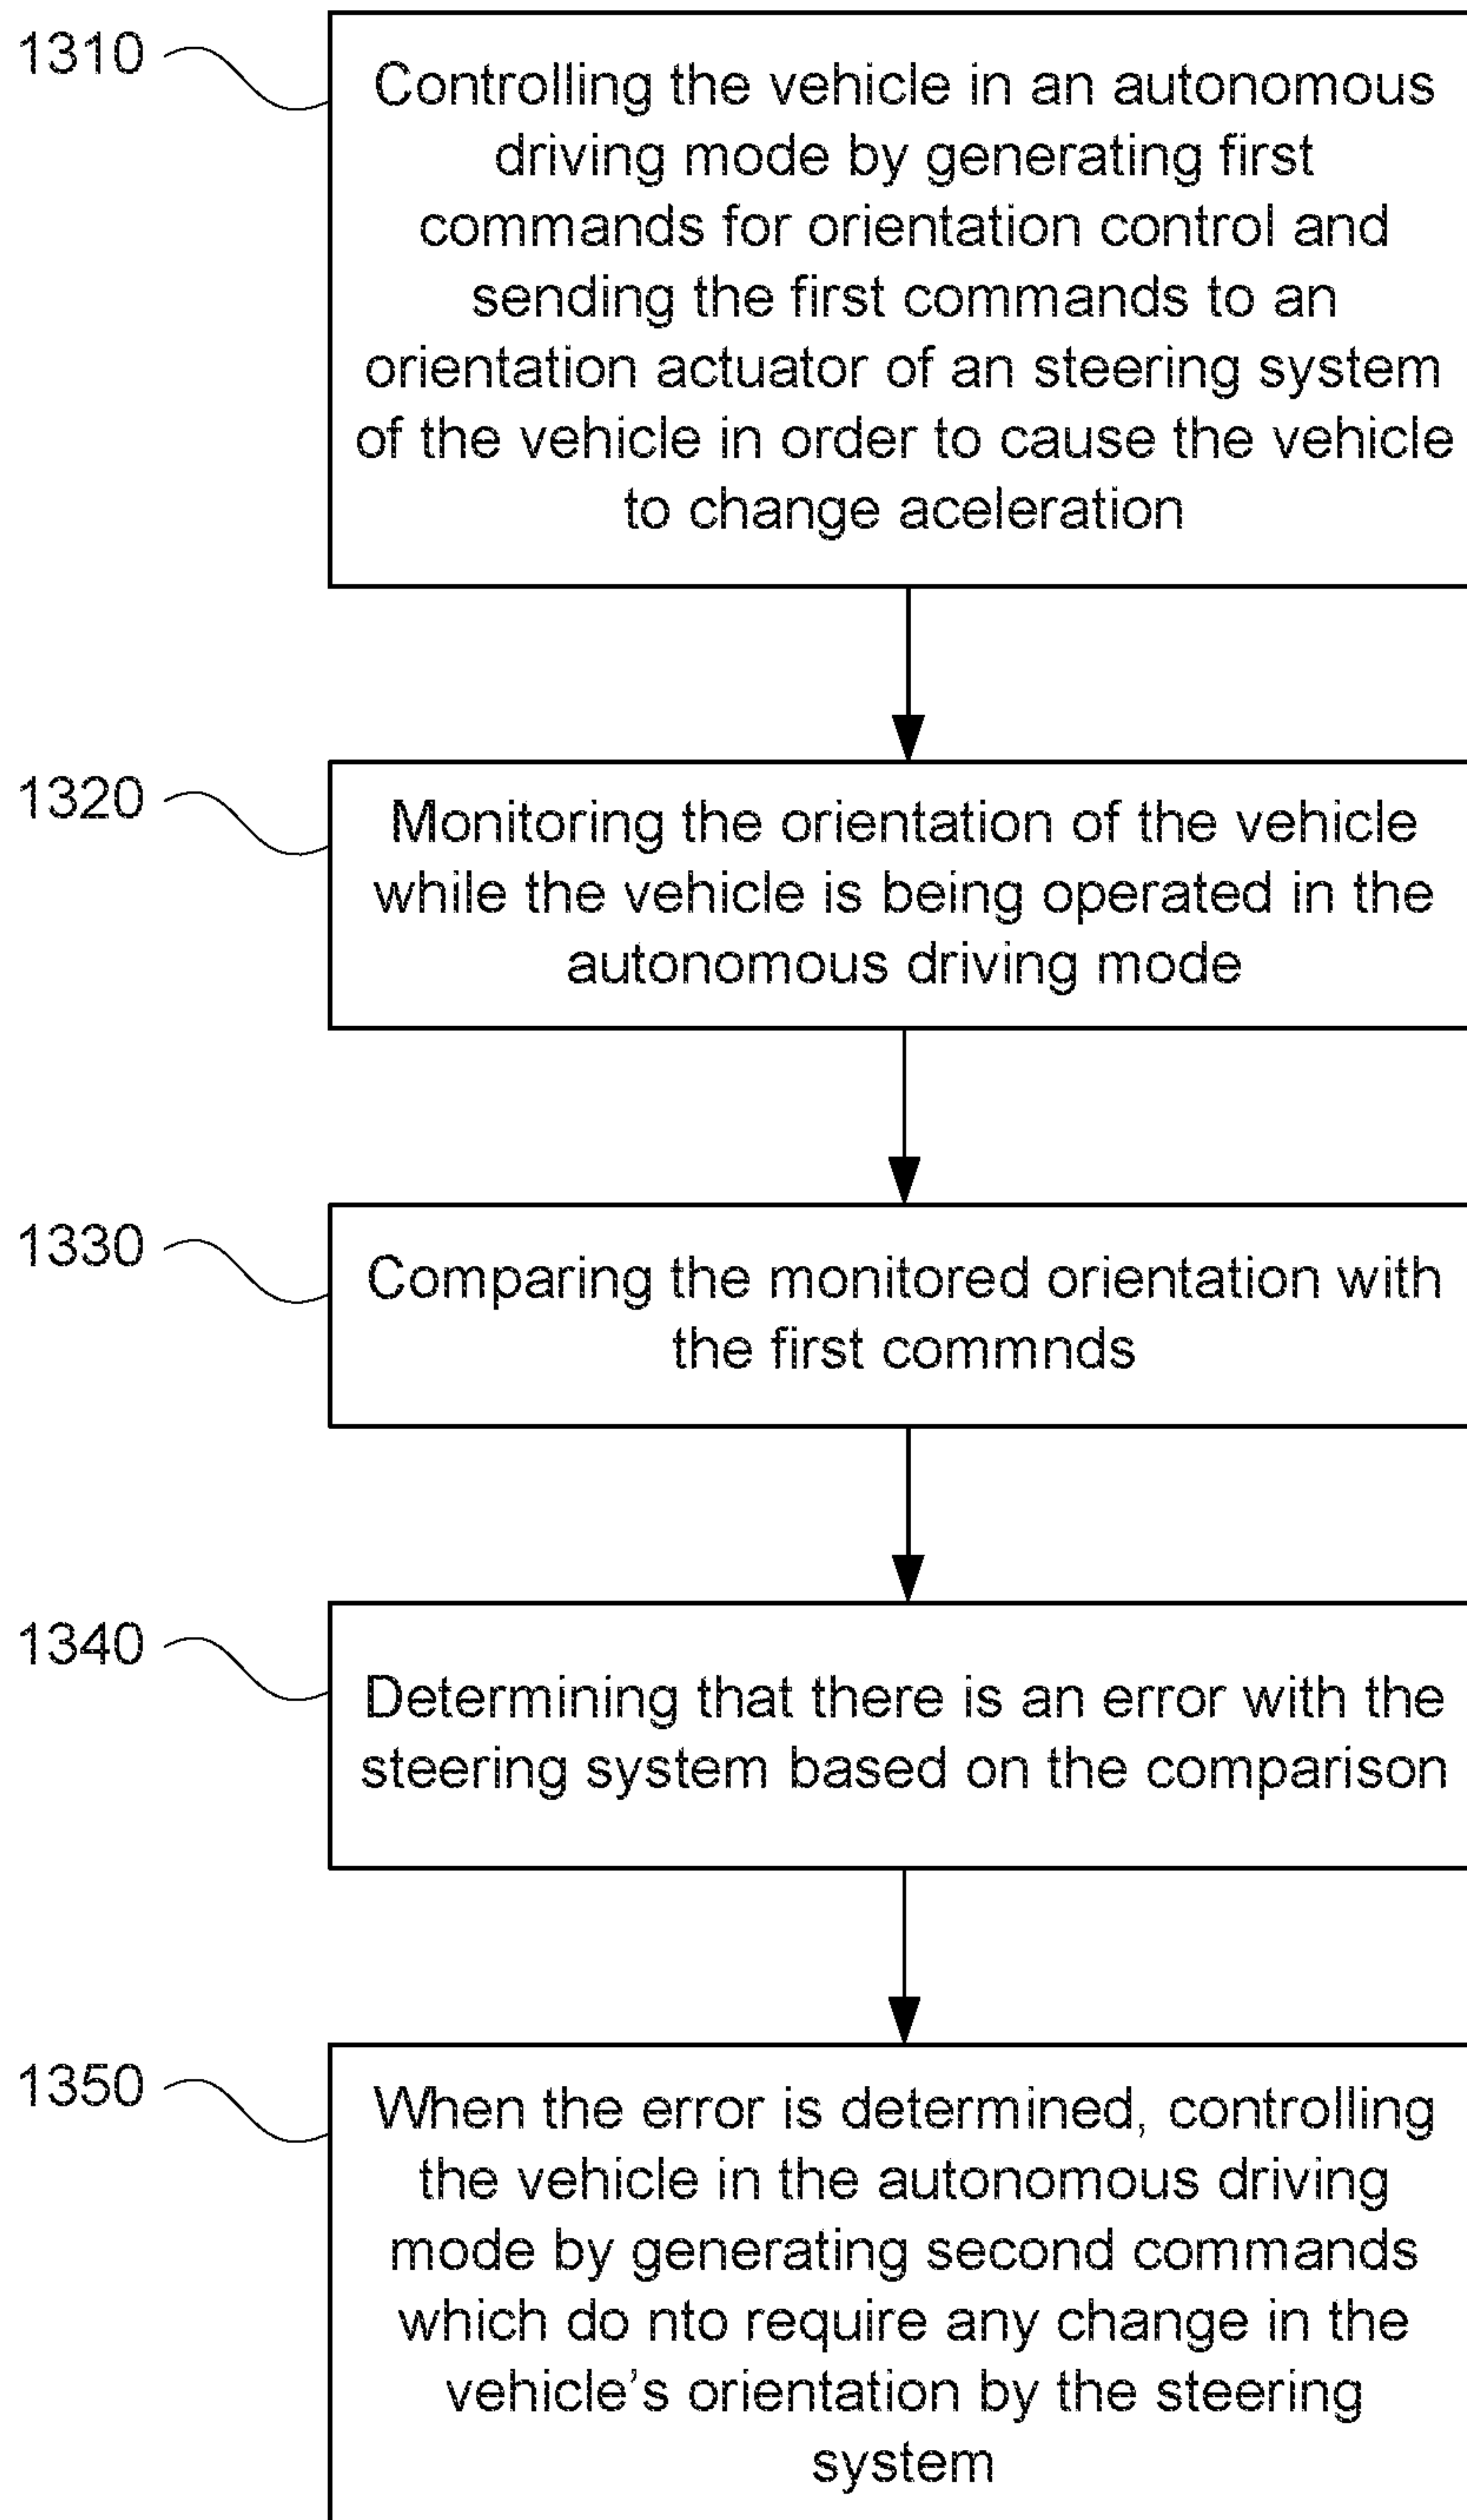 1310
Controlling the vehicle in an autonomous
driving mode by generating first
commands for orientation control and
sending the first commands to an
orientation actuator of an steering system
of the vehicle in order to cause the vehicle
to change aceleration
1320
Monitoring the orientation of the vehicle
while the vehicle is being operated in the
autonomous driving mode
1330
Comparing the monitored orientation with
the first commnds
1340
Determining that there is an error with the
steering system based on the comparison
1350
When the error is determined, controlling
the vehicle in the autonomous driving
mode by generating second commands
which do nto require any change in the
vehicle's orientation by the steering
system